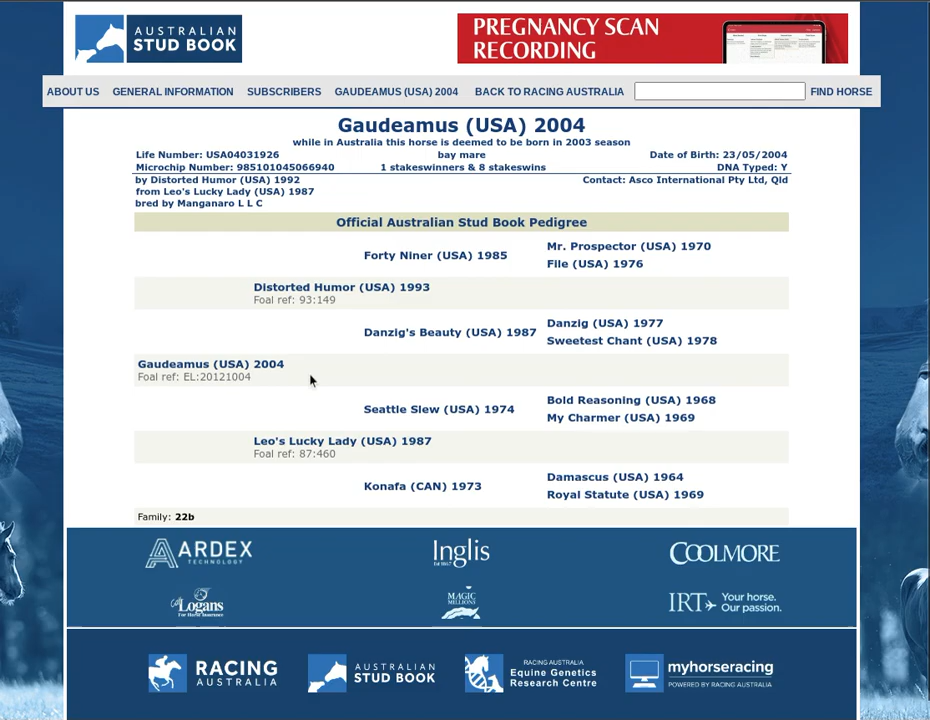 AUSTRALIAN
STUD BOOK
PREGNANCY SCAN
RECORDING
ABOUT US GENERAL INFORMATION SUBSCRIBERS GAUDEAMUS (USA) 2004 BACK TO RACING AUSTRALIA FIND HORSE
Gaudeamus (USA) 2004
while in Australia this horse is deemed to be born in 2003 season
Life Number: USA04031926 bay mare Date of Birth: 23/05/2004
Microchip Number: 985101045066940 1 stakeswinners & 8 stakeswins DNA Typed: Y
by Distorted Humor (USA) 1992 Contact: Asco International Pty Ltd, Qld
from Leo's Lucky Lady (USA) 1987
bred by Manganaro L L C
Official Australian Stud Book Pedigree
Mr. Prospector (USA) 1970
Forty Niner (USA) 1985
File (USA) 1976
Distorted Humor (USA) 1993
Foal ref: 93:149
Danzig (USA) 1977
Danzig's Beauty (USA) 1987
Sweetest Chant (USA) 1978
Gaudeamus (USA) 2004
Foal ref: EL:20121004
Bold Reasoning (USA) 1968
Seattle Slew (USA) 1974
My Charmer (USA) 1969
Leo's Lucky Lady (USA) 1987
Foal ref: 87:460
Damascus (USA) 1964
Konafa (CAN) 1973
Royal Statute (USA) 1969
Family: 22b
ARDEX
TECHNOLOGY
Inglis
COOLMORE
Logans
MAGIC
MILLIONS
IRT Your horse.
Our passion.
RACING
AUSTRALIA
AUSTRALIAN
STUD BOOK
RACING AUSTRALIA
Equine Genetics
Research Centre
myhorseracing
POWERED BY RACING AUSTRALIA